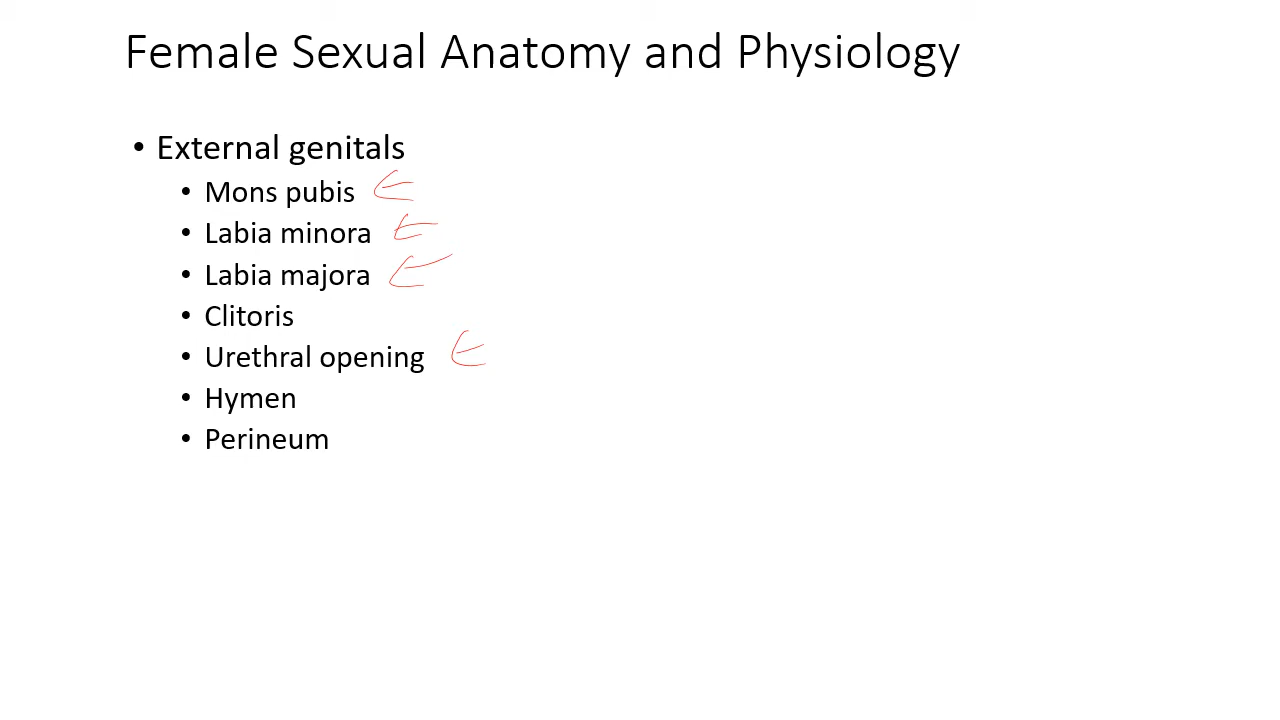 Female Sexual Anatomy and Physiology
• External genitals
• Mons pubis
• Labia minora
• Labia majora
• Clitoris
• Urethral opening
• Hymen
• Perineum